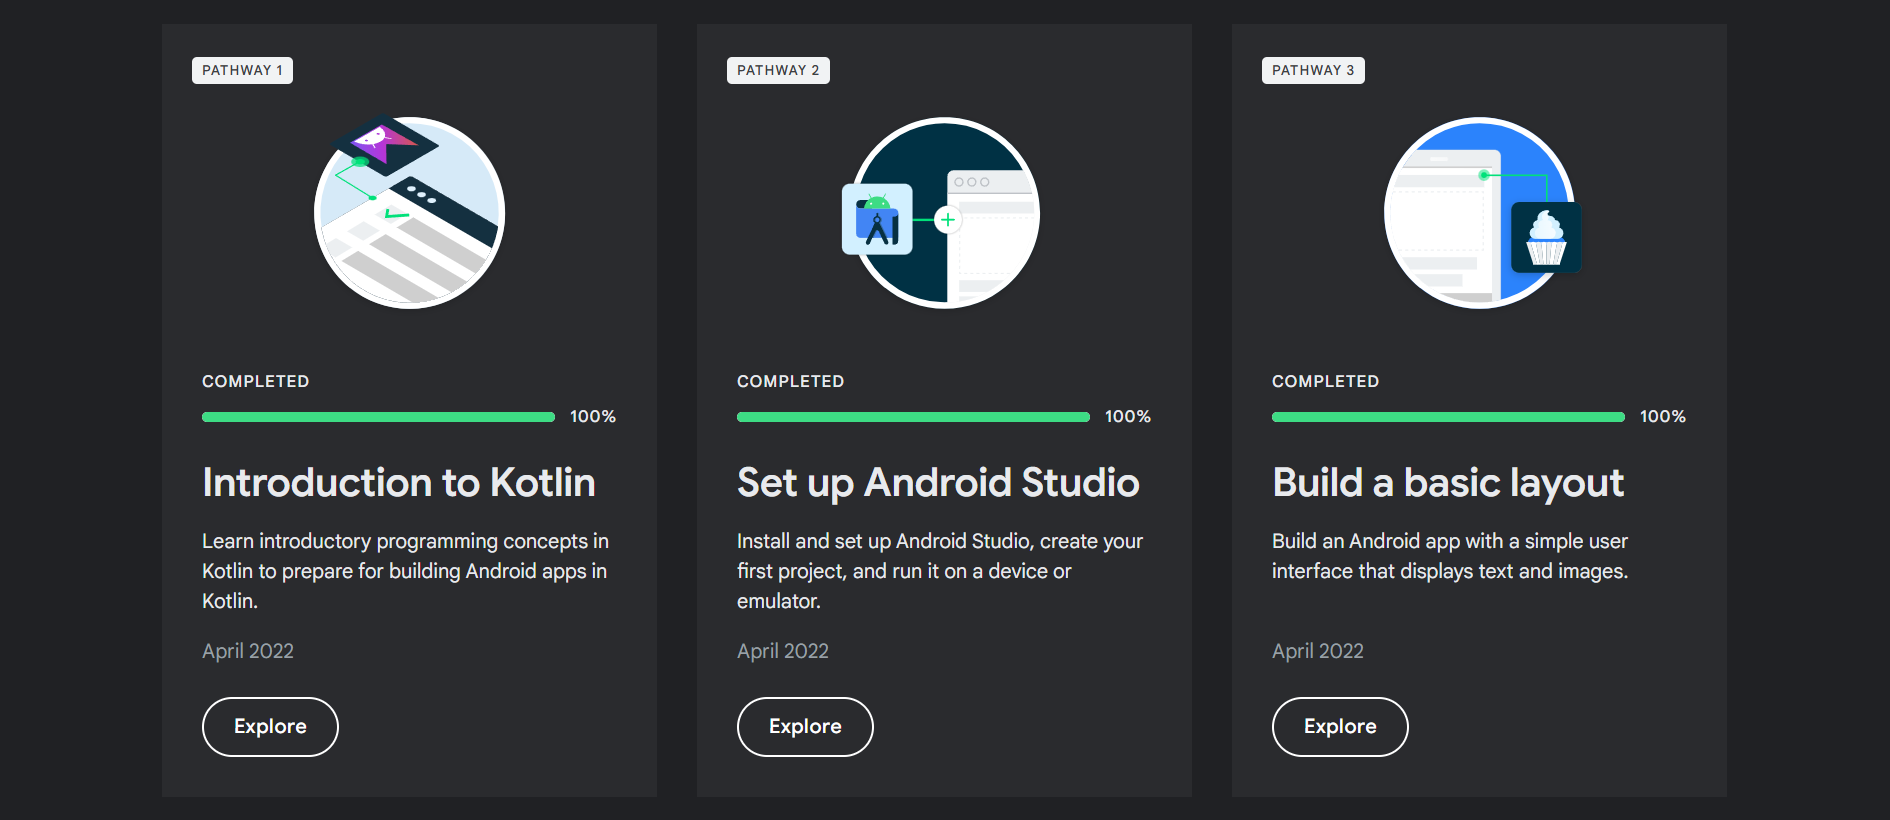 PATHWAY 1
COMPLETED
100%
Introduction to Kotlin
Learn introductory programming concepts in
Kotlin to prepare for building Android apps in
Kotlin.
April 2022
Explore
PATHWAY 2
COMPLETED
100%
Set up Android Studio
Install and set up Android Studio, create your
first project, and run it on a device or
emulator.
April 2022
Explore
PATHWAY 3
COMPLETED
100%
Build a basic layout
Build an Android app with a simple user
interface that displays text and images.
April 2022
Explore